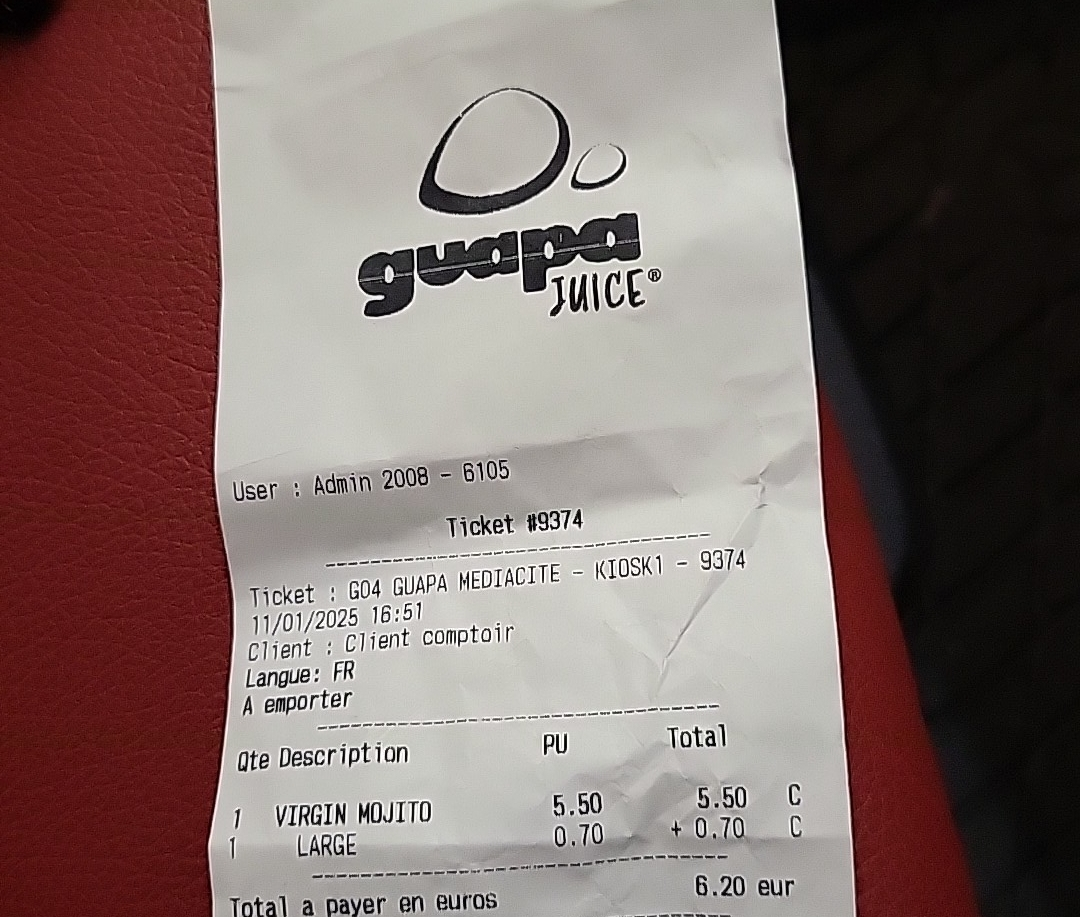 guapa
JUICE®
User : Admin 2008 - 6105
Ticket #9374
Ticket : G04 GUAPA MEDIACITE - KIOSK1 - 9374
11/01/2025 16:51
Client : Client comptoir
Langue: FR
A emporter
Qte Description PU Total
1 VIRGIN MOJITO 5.50 5.50 C
1 LARGE 0.70 + 0.70 C
Total a payer en euros 6.20 eur